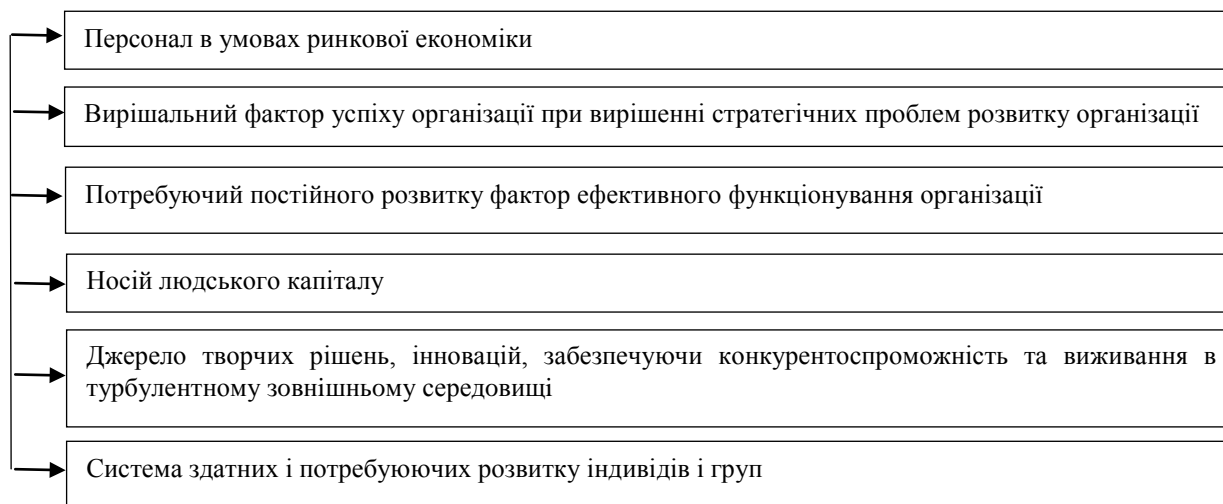 Персонал в умовах ринкової економіки
Вирішальний фактор успіху організації при вирішенні стратегічних проблем розвитку організації
Потребуючий постійного розвитку фактор ефективного функціонування організації
Носій людського капіталу
Джерело творчих рішень, інновацій, забезпечуючи конкурентоспроможність та виживання в
турбулентному зовнішньому середовищі
Система здатних і потребуюючих розвитку індивідів і груп